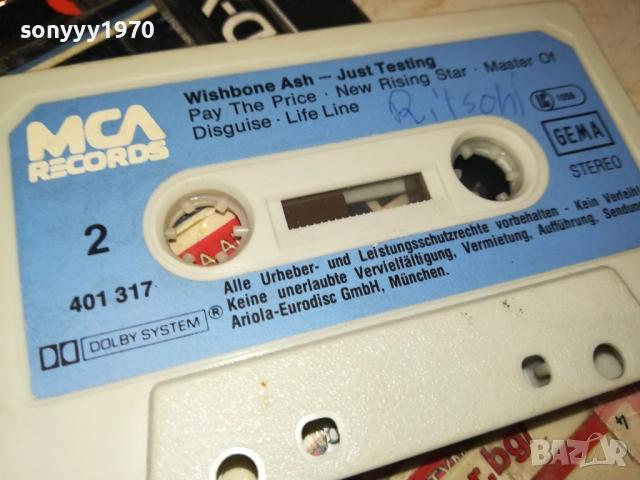 sonyyy1970
Wishbone Ash – Just Testing
Pay The Price · New Rising Star · Master Of
Disguise · Life Line
Ritschl
MCA
RECORDS
GEMA
STEREO
2
401 317
DOLBY SYSTEM ®
Alle Urheber- und Leistungsschutzrechte vorbehalten - Kein Verleih
Keine unerlaubte Vervielfältigung, Vermietung, Aufführung, Sendung
Ariola-Eurodisc GmbH, München.
BAZAR